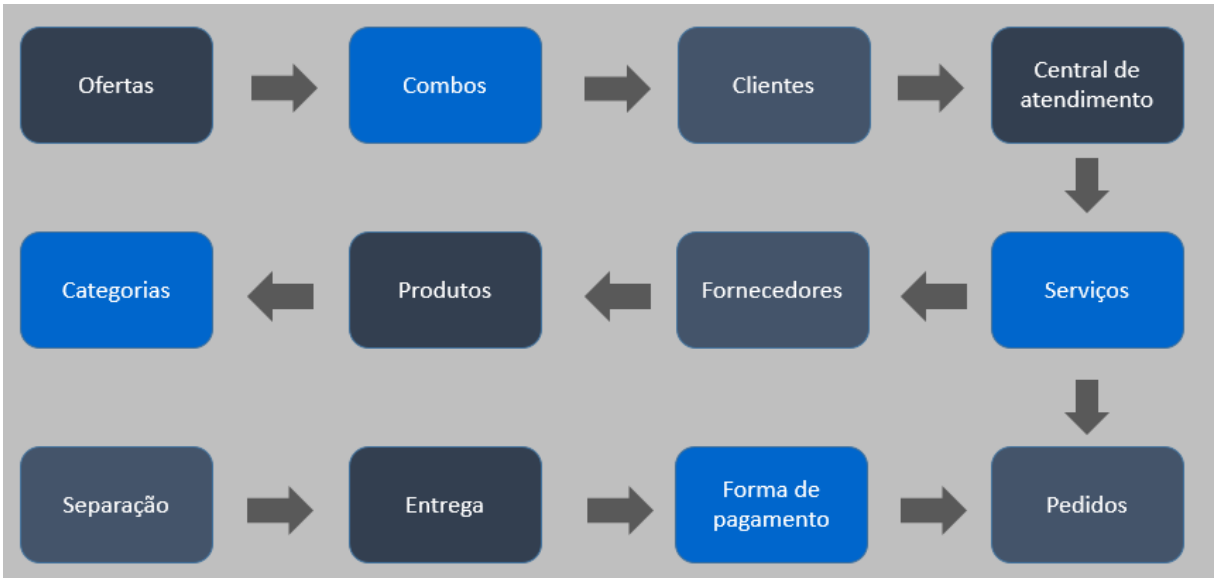 Ofertas
Combos
Clientes
Central de
atendimento
Categorias
Produtos
Fornecedores
Serviços
Separação
Entrega
Forma de
pagamento
Pedidos